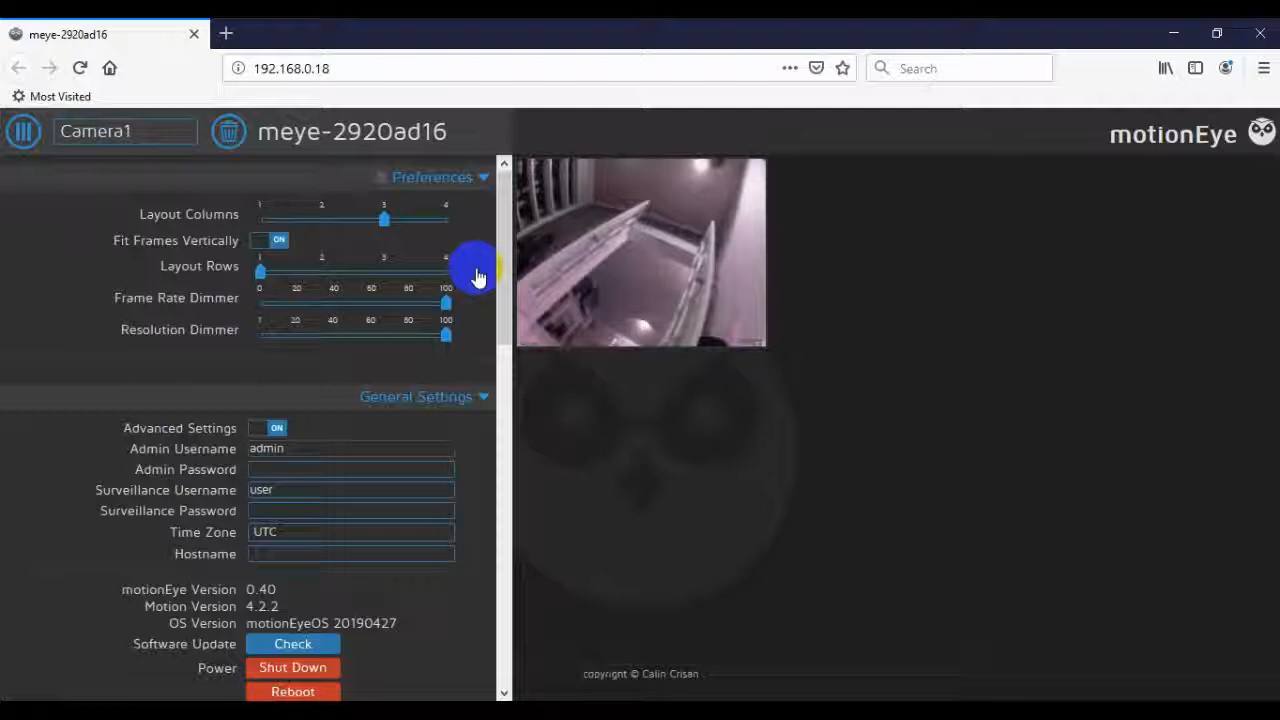 meye-2920ad16
192.168.0.18
Search
Most Visited
Camera1
meye-2920ad16
motionEye
Preferences
Layout Columns
1 2 3 4
Fit Frames Vertically
ON
Layout Rows
1 2 3 4
Frame Rate Dimmer
0 20 40 60 80 100
Resolution Dimmer
1 20 40 60 80 100
General Settings
Advanced Settings
ON
Admin Username
admin
Admin Password
Surveillance Username
user
Surveillance Password
Time Zone
UTC
Hostname
motionEye Version
0.40
Motion Version
4.2.2
OS Version
motionEyeOS 20190427
Software Update
Check
Power
Shut Down
Reboot
copyright © Calin Crisan